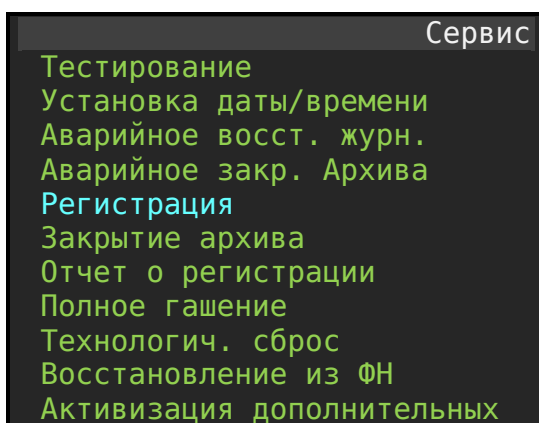 Сервис
Тестирование
Установка даты/времени
Аварийное восст. журн.
Аварийное закр. Архива
Регистрация
Закрытие архива
Отчет о регистрации
Полное гашение
Технологич. сброс
Восстановление из ФН
Активизация дополнительных